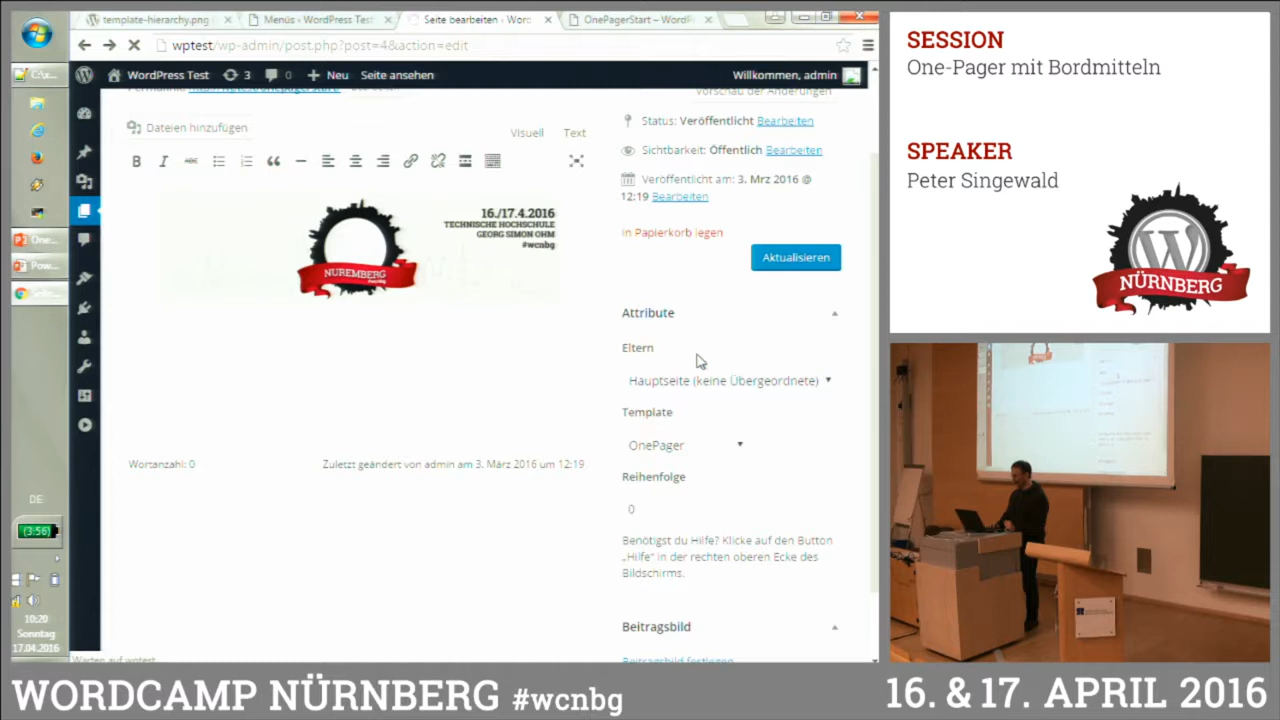 template-hierarchy.png
Menüs ‹ WordPress Test
Seite bearbeiten ‹ Word
OnePagerStart – WordP
wptest/wp-admin/post.php?post=4&action=edit
C:\x...
WordPress Test
3
0
Neu
Seite ansehen
Willkommen, admin
Vorschau der Änderungen
Dateien hinzufügen
Visuell
Text
Status: Veröffentlicht Bearbeiten
Sichtbarkeit: Öffentlich Bearbeiten
Veröffentlicht am: 3. Mrz 2016 @
12:19 Bearbeiten
In Papierkorb legen
Aktualisieren
16./17.4.2016
TECHNISCHE HOCHSCHULE
GEORG SIMON OHM
#wcnbg
NUREMBERG
Attribute
Eltern
Hauptseite (keine Übergeordnete)
Template
OnePager
Reihenfolge
0
Benötigst du Hilfe? Klicke auf den Button
„Hilfe“ in der rechten oberen Ecke des
Bildschirms.
Beitragsbild
Beitragsbild festlegen
Wortanzahl: 0
Zuletzt geändert von admin am 3. März 2016 um 12:19
Warten auf wptest
One...
Pow...
DE
(3:56)
10:20
Sonntag
17.04.2016
SESSION
One-Pager mit Bordmitteln
SPEAKER
Peter Singewald
NÜRNBERG
WORDCAMP NÜRNBERG #wcnbg
16. & 17. APRIL 2016